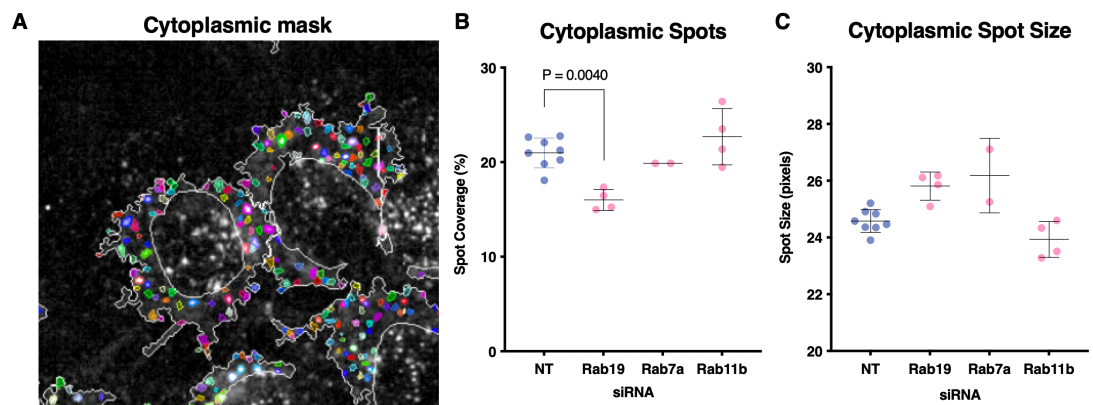 A
Cytoplasmic mask
B
Cytoplasmic Spots
Spot Coverage (%)
30
20
10
0
P = 0.0040
NT Rab19 Rab7a Rab11b
siRNA
C
Cytoplasmic Spot Size
Spot Size (pixels)
30
28
26
24
22
20
NT Rab19 Rab7a Rab11b
siRNA